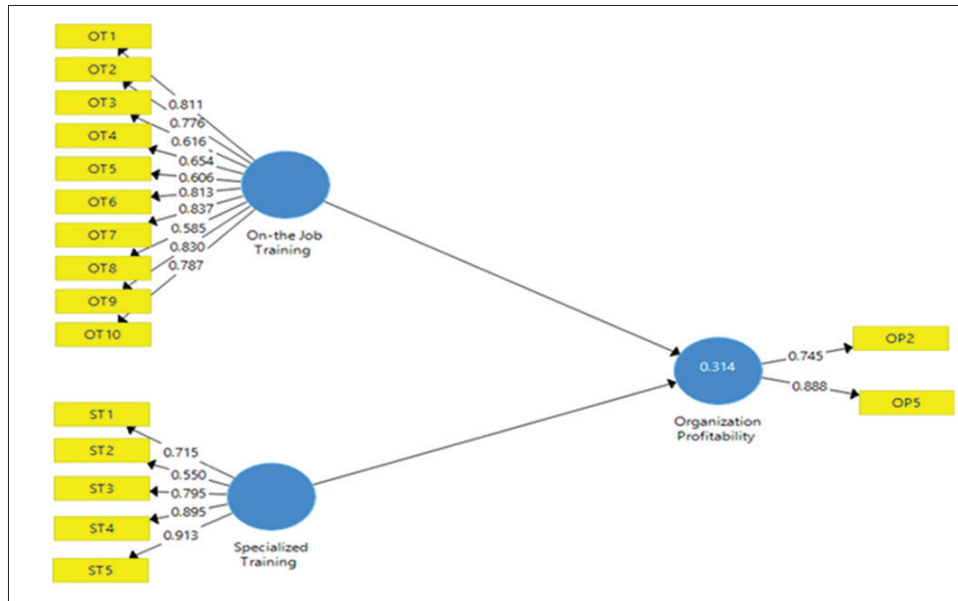 OT1
OT2
OT3
OT4
OT5
OT6
OT7
OT8
OT9
OT10
0.811
0.776
0.616
0.654
0.606
0.813
0.837
0.585
0.830
0.787
On-the Job
Training
ST1
ST2
ST3
ST4
ST5
0.715
0.550
0.795
0.895
0.913
Specialized
Training
0.314
Organization
Profitability
0.745
0.888
OP2
OP5